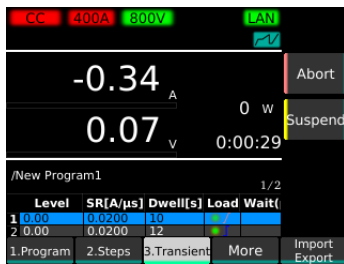 CC 400A 800V LAN
-0.34 A
Abort
0 W
Suspend
0.07 V
0:00:29
/New Program1
1/2
Level SR[A/μs] Dwell[s] Load Wait(
1 0.00 0.0200 10
2 0.00 0.0200 12
1.Program 2.Steps 3.Transient More Import Export